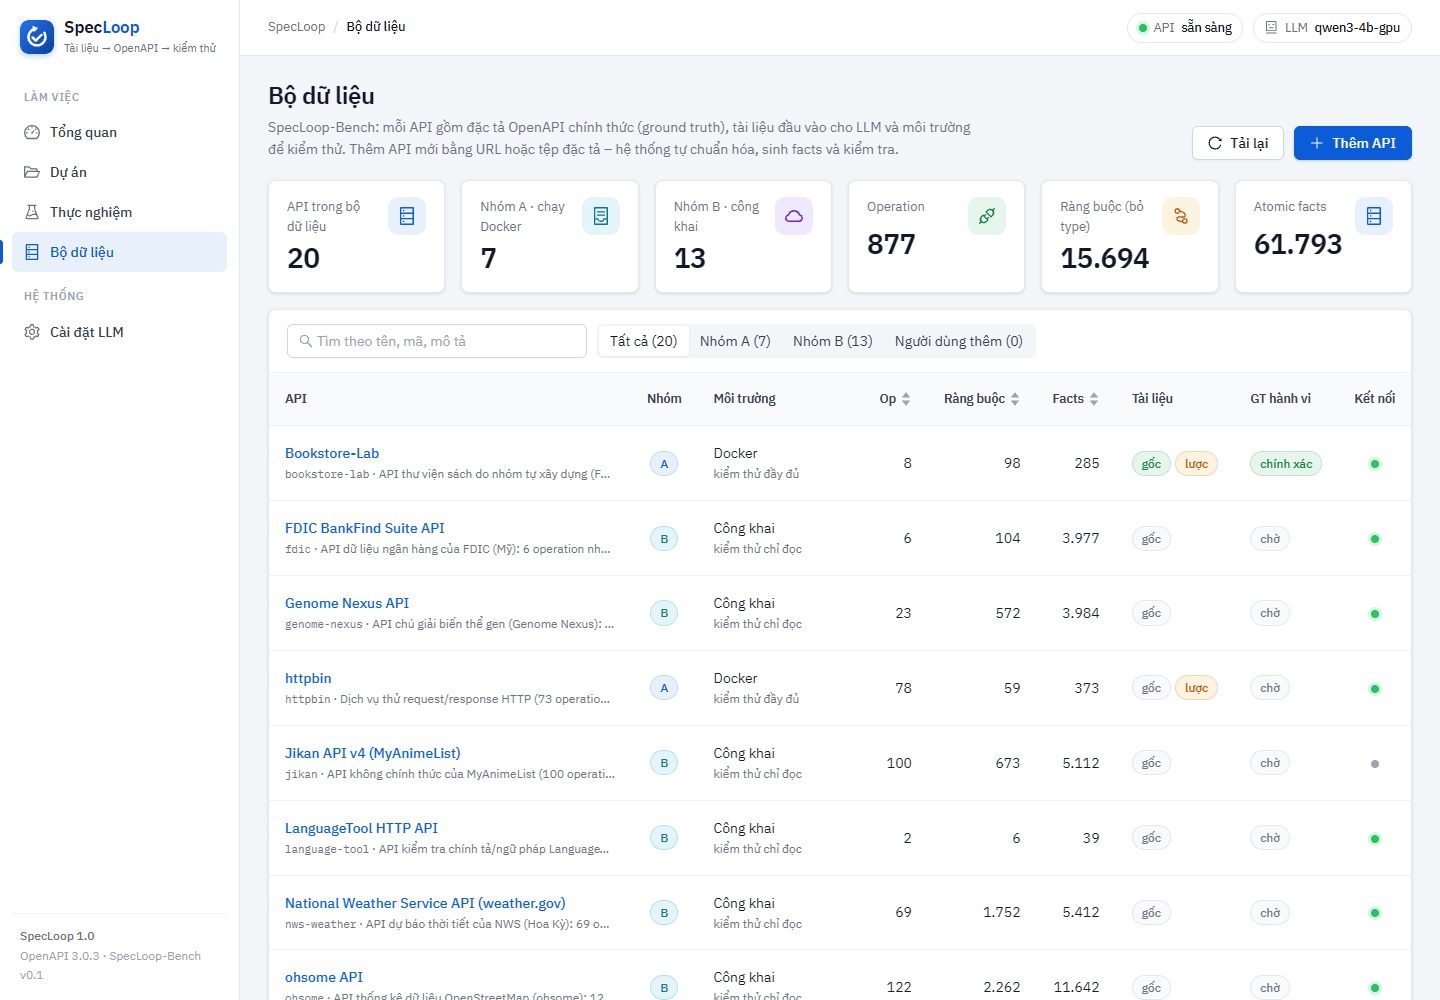 SpecLoop
Tài liệu → OpenAPI → kiểm thử
LÀM VIỆC
Tổng quan
Dự án
Thực nghiệm
Bộ dữ liệu
HỆ THỐNG
Cài đặt LLM
SpecLoop 1.0
OpenAPI 3.0.3 · SpecLoop-Bench
v0.1
SpecLoop / Bộ dữ liệu
API sẵn sàng
LLM qwen3-4b-gpu
Bộ dữ liệu
SpecLoop-Bench: mỗi API gồm đặc tả OpenAPI chính thức (ground truth), tài liệu đầu vào cho LLM và môi trường
để kiểm thử. Thêm API mới bằng URL hoặc tệp đặc tả – hệ thống tự chuẩn hóa, sinh facts và kiểm tra.
Tải lại
Thêm API
API trong bộ
dữ liệu
20
Nhóm A · chạy
Docker
7
Nhóm B · công
khai
13
Operation
877
Ràng buộc (bỏ
type)
15.694
Atomic facts
61.793
Tìm theo tên, mã, mô tả
Tất cả (20) Nhóm A (7) Nhóm B (13) Người dùng thêm (0)
API Nhóm Môi trường Op Ràng buộc Facts Tài liệu GT hành vi Kết nối
Bookstore-Lab
bookstore-lab · API thư viện sách do nhóm tự xây dựng (F...
A
Docker
kiểm thử đầy đủ
8 98 285 gốc lược chính xác
FDIC BankFind Suite API
fdic · API dữ liệu ngân hàng của FDIC (Mỹ): 6 operation nh...
B
Công khai
kiểm thử chỉ đọc
6 104 3.977 gốc chờ
Genome Nexus API
genome-nexus · API chú giải biến thể gen (Genome Nexus): ...
B
Công khai
kiểm thử chỉ đọc
23 572 3.984 gốc chờ
httpbin
httpbin · Dịch vụ thử request/response HTTP (73 operatio...
A
Docker
kiểm thử đầy đủ
78 59 373 gốc lược chờ
Jikan API v4 (MyAnimeList)
jikan · API không chính thức của MyAnimeList (100 operati...
B
Công khai
kiểm thử chỉ đọc
100 673 5.112 gốc chờ
LanguageTool HTTP API
language-tool · API kiểm tra chính tả/ngữ pháp Language...
B
Công khai
kiểm thử chỉ đọc
2 6 39 gốc chờ
National Weather Service API (weather.gov)
nws-weather · API dự báo thời tiết của NWS (Hoa Kỳ): 69 o...
B
Công khai
kiểm thử chỉ đọc
69 1.752 5.412 gốc chờ
ohsome API
ohsome · API thống kê dữ liệu OpenStreetMap (ohsome): 12
B
Công khai
kiểm thử chỉ đọc
122 2.262 11.642 gốc chờ